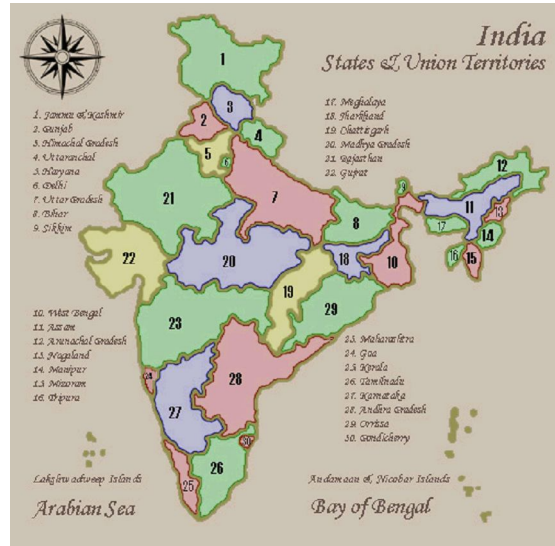 India
States & Union Territories
1. Jammu & Kashmir
2. Punjab
3. Himachal Pradesh
4. Uttaranchal
5. Haryana
6. Delhi
7. Uttar Pradesh
8. Bihar
9. Sikkim
17. Meghalaya
18. Jharkhand
19. Chattisgarh
20. Madhya Pradesh
21. Rajasthan
22. Gujrat
1
2
3
4
5
6
7
8
9
10
11
12
13
14
15
16
17
18
19
20
21
22
23
24
25
26
27
28
29
30
10. West Bengal
11. Assam
12. Arunachal Pradesh
13. Nagaland
14. Manipur
15. Mizoram
16. Tripura
23. Maharashtra
24. Goa
25. Kerala
26. Tamilnadu
27. Karnataka
28. Andhra Pradesh
29. Orrisa
30. Pondicherry
Lakshwadweep Islands
Andamaan & Nicobar Islands
Arabian Sea
Bay of Bengal